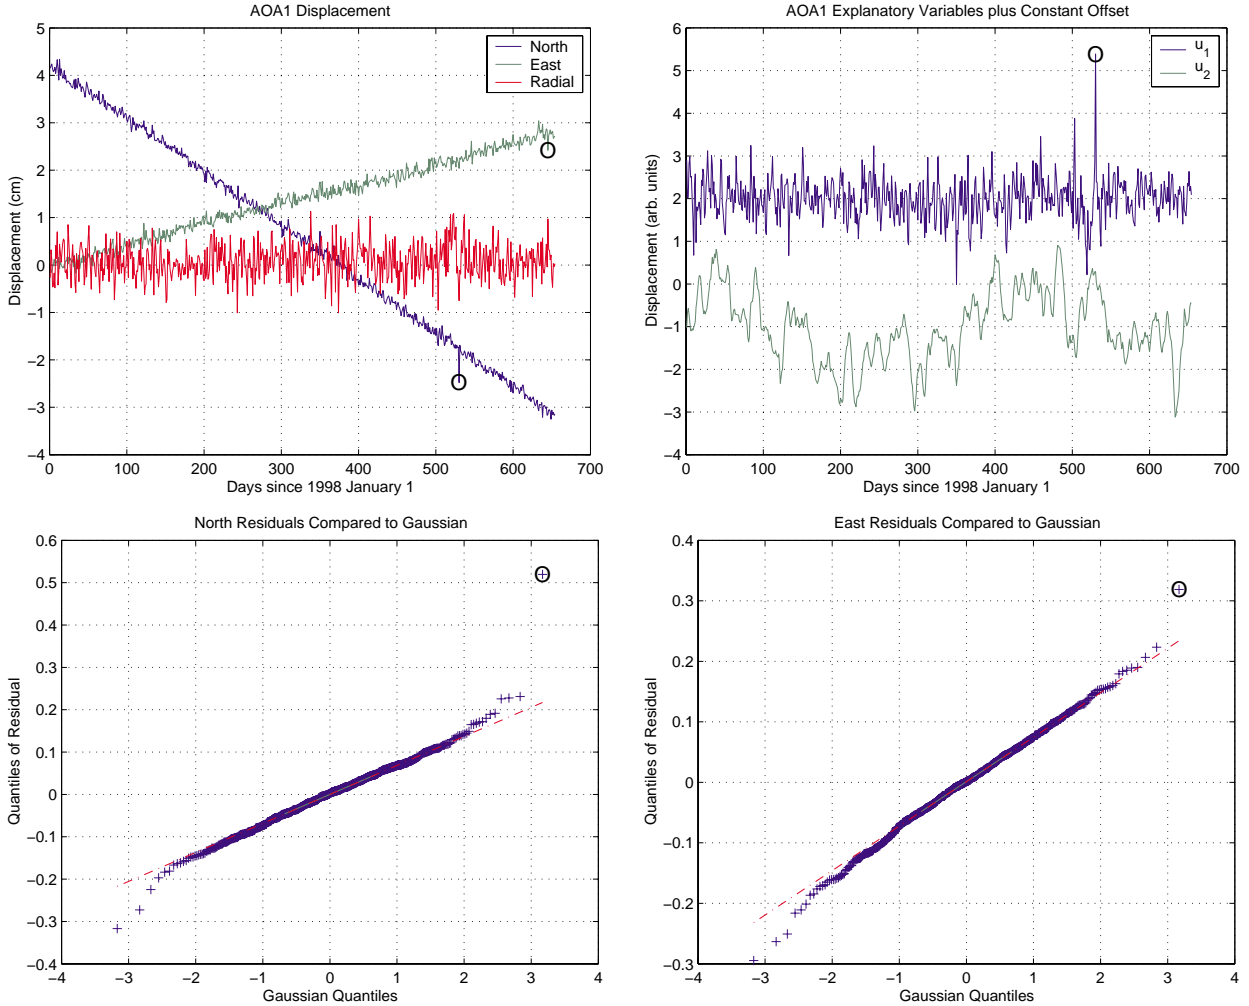 AOA1 Displacement
5
4
3
2
1
0
−1
−2
−3
−4
Displacement (cm)
North
East
Radial
O
O
0 100 200 300 400 500 600 700
Days since 1998 January 1
AOA1 Explanatory Variables plus Constant Offset
6
5
4
3
2
1
0
−1
−2
−3
−4
Displacement (arb. units)
u1
u2
O
0 100 200 300 400 500 600 700
Days since 1998 January 1
North Residuals Compared to Gaussian
0.6
0.5
0.4
0.3
0.2
0.1
0
−0.1
−0.2
−0.3
−0.4
Quantiles of Residual
O
−4 −3 −2 −1 0 1 2 3 4
Gaussian Quantiles
East Residuals Compared to Gaussian
0.4
0.3
0.2
0.1
0
−0.1
−0.2
−0.3
Quantiles of Residual
O
−4 −3 −2 −1 0 1 2 3 4
Gaussian Quantiles